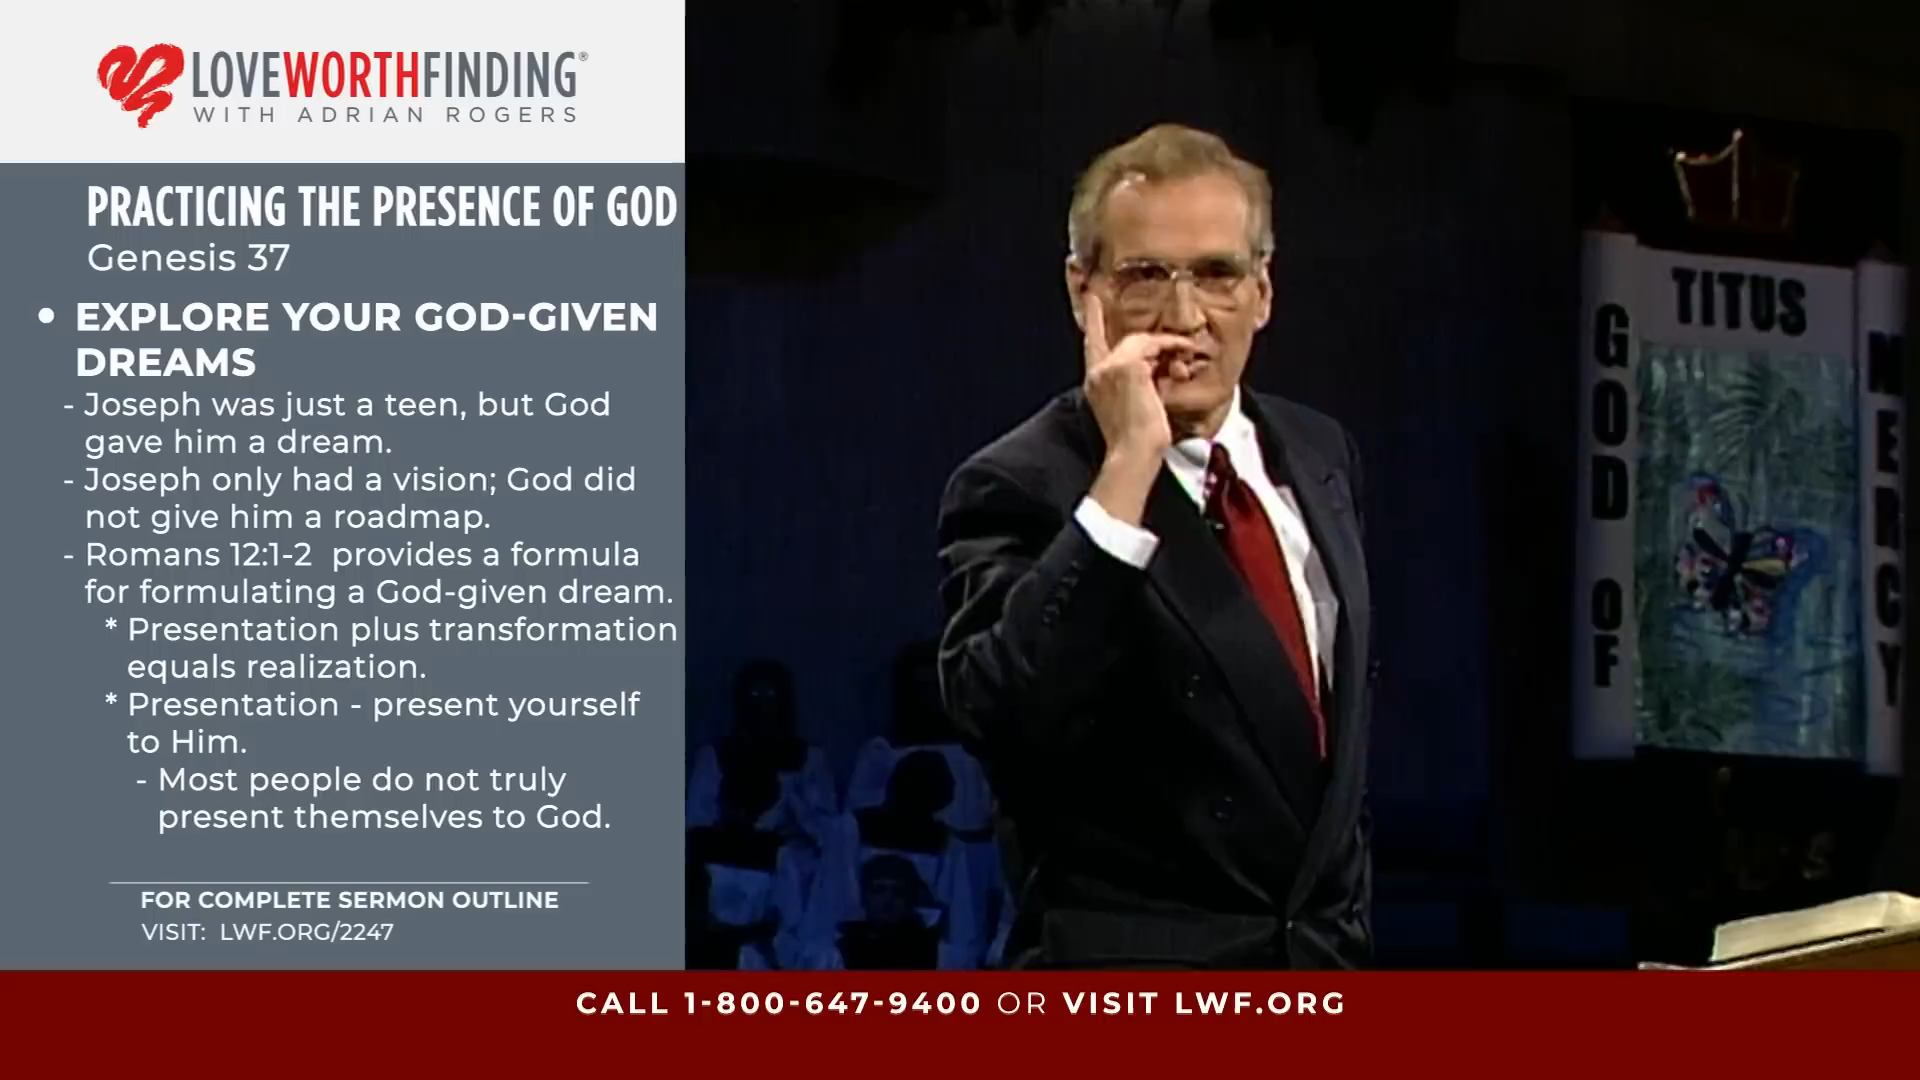 LOVEWORTHFINDING®
WITH ADRIAN ROGERS
PRACTICING THE PRESENCE OF GOD
Genesis 37
• EXPLORE YOUR GOD-GIVEN
DREAMS
- Joseph was just a teen, but God
gave him a dream.
- Joseph only had a vision; God did
not give him a roadmap.
- Romans 12:1-2 provides a formula
for formulating a God-given dream.
* Presentation plus transformation
equals realization.
* Presentation - present yourself
to Him.
- Most people do not truly
present themselves to God.
FOR COMPLETE SERMON OUTLINE
VISIT: LWF.ORG/2247
TITUS
GOD OF
MERCY
CALL 1-800-647-9400 OR VISIT LWF.ORG